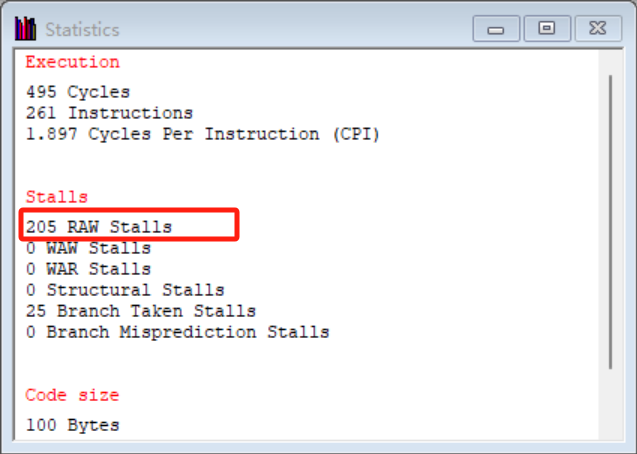 Statistics
Execution
495 Cycles
261 Instructions
1.897 Cycles Per Instruction (CPI)
Stalls
205 RAW Stalls
0 WAW Stalls
0 WAR Stalls
0 Structural Stalls
25 Branch Taken Stalls
0 Branch Misprediction Stalls
Code size
100 Bytes